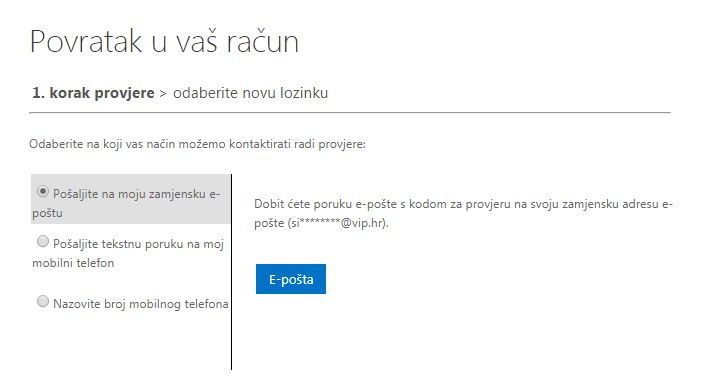 Povratak u vaš račun
1. korak provjere > odaberite novu lozinku
Odaberite na koji vas način možemo kontaktirati radi provjere:
Pošaljite na moju zamjensku e-
poštu
Pošaljite tekstnu poruku na moj
mobilni telefon
Nazovite broj mobilnog telefona
Dobit ćete poruku e-pošte s kodom za provjeru na svoju zamjensku adresu e-
pošte (si********@vip.hr).
E-pošta